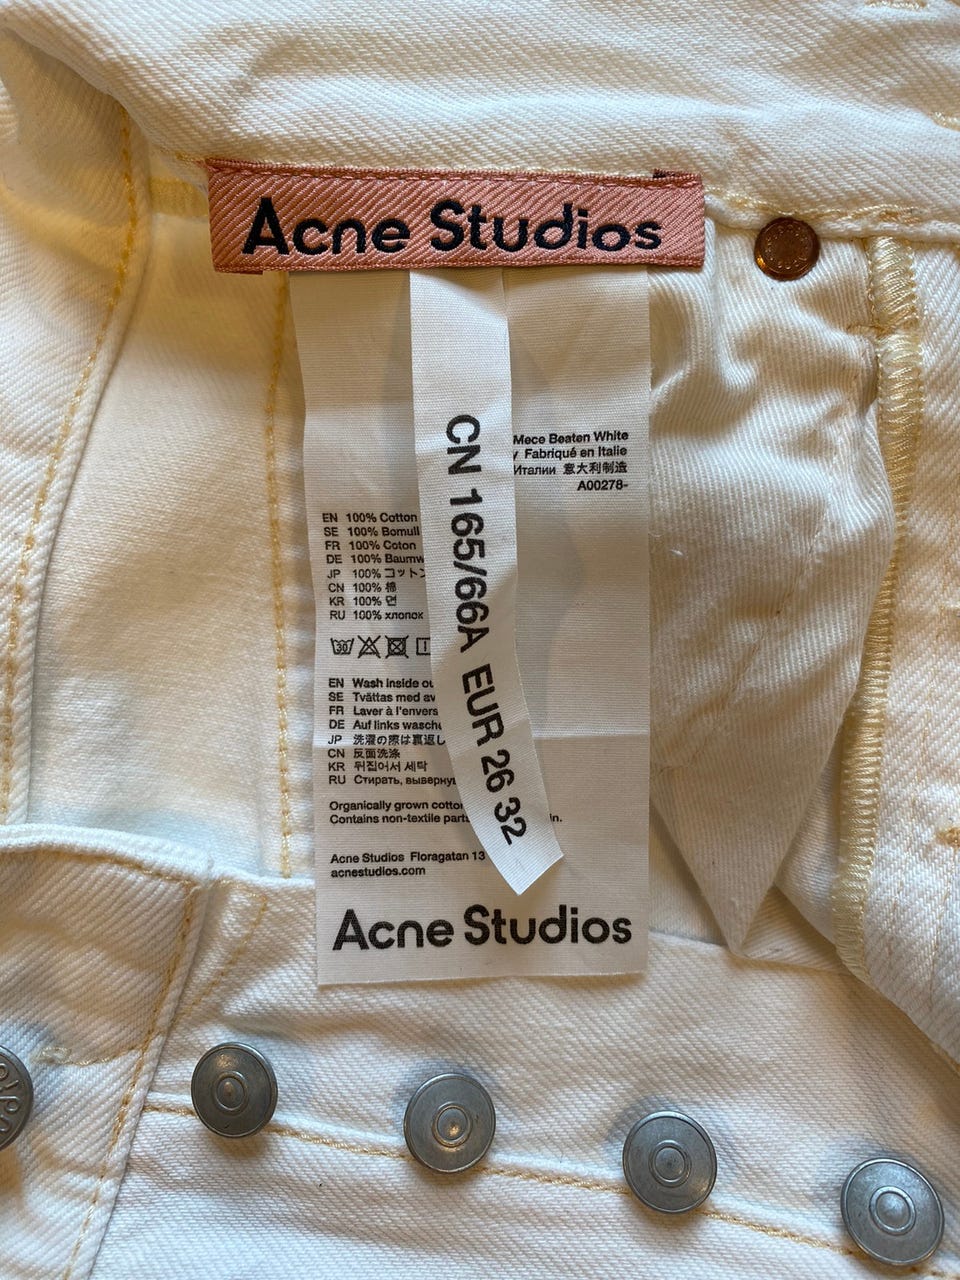 Acne Studios
CN 165/66A EUR 26 32
Mece Beaten White
Fabriqué en Italie
Италии 意大利制造
A00278-
EN 100% Cotton
SE 100% Bomull
FR 100% Coton
DE 100% Baumw
JP 100% コットン
CN 100% 棉
KR 100% 면
RU 100% хлопок
30
EN Wash inside ou
SE Tvättas med av
FR Laver à l'envers
DE Auf links wasche
JP 洗濯の際は裏返し
CN 反面洗涤
KR 뒤집어서 세탁
RU Стирать, вывернув
Organically grown cotton
Contains non-textile parts in.
Acne Studios Floragatan 13
acnestudios.com
Acne Studios